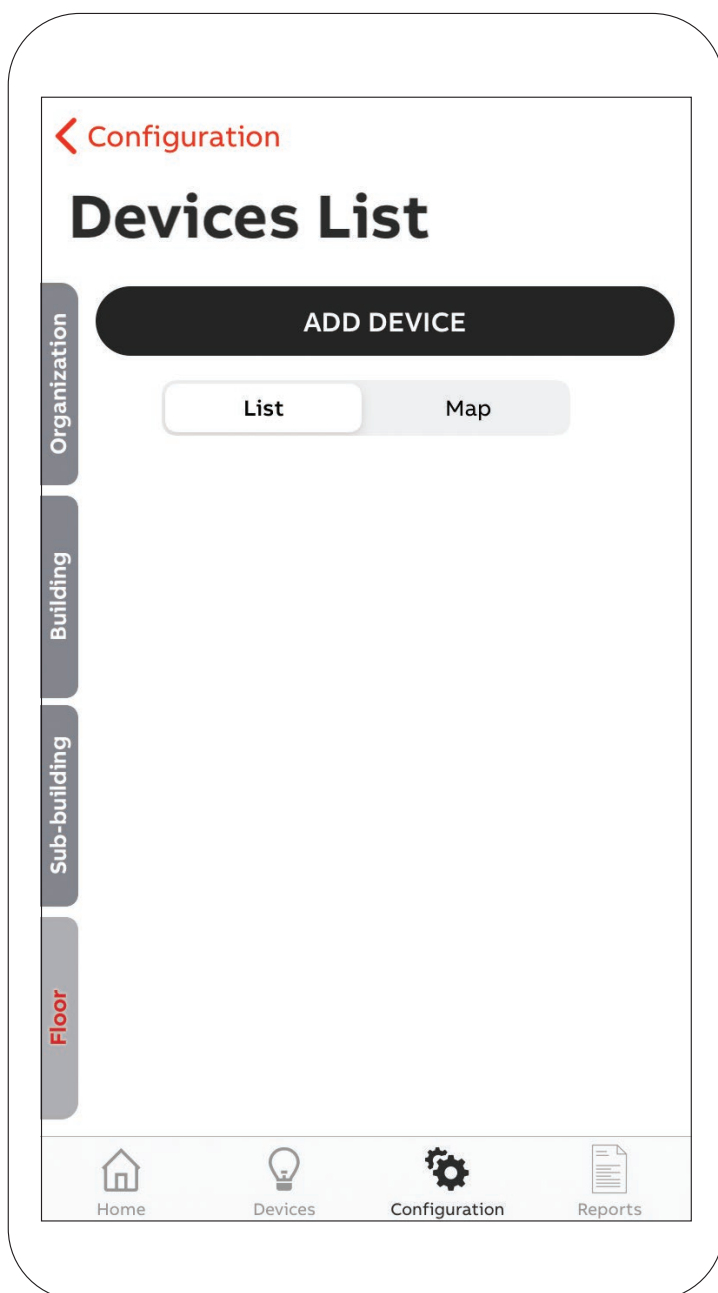 Configuration
Devices List
ADD DEVICE
List Map
Organization
Building
Sub-building
Floor
Home Devices Configuration Reports